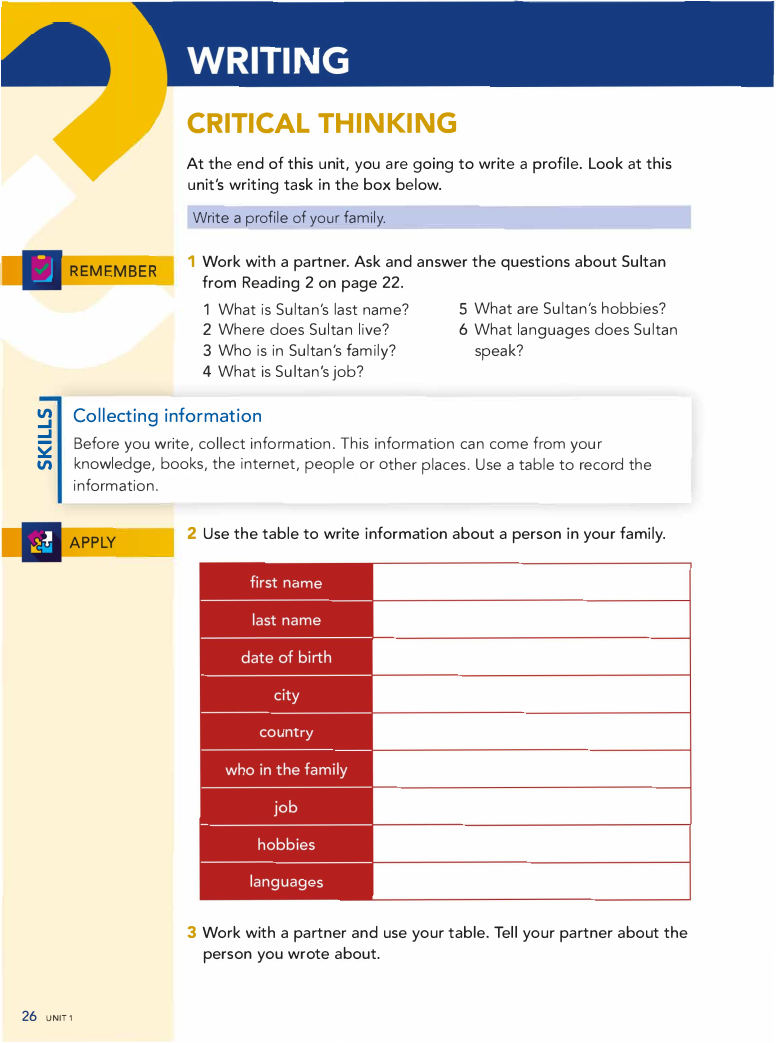 WRITING
CRITICAL THINKING
At the end of this unit, you are going to write a profile. Look at this
unit's writing task in the box below.
Write a profile of your family.
REMEMBER
1 Work with a partner. Ask and answer the questions about Sultan
from Reading 2 on page 22.
1 What is Sultan's last name?
2 Where does Sultan live?
3 Who is in Sultan's family?
4 What is Sultan's job?
5 What are Sultan's hobbies?
6 What languages does Sultan
speak?
SKILLS
Collecting information
Before you write, collect information. This information can come from your
knowledge, books, the internet, people or other places. Use a table to record the
information.
APPLY
2 Use the table to write information about a person in your family.
first name
last name
date of birth
city
country
who in the family
job
hobbies
languages
3 Work with a partner and use your table. Tell your partner about the
person you wrote about.
26 UNIT 1